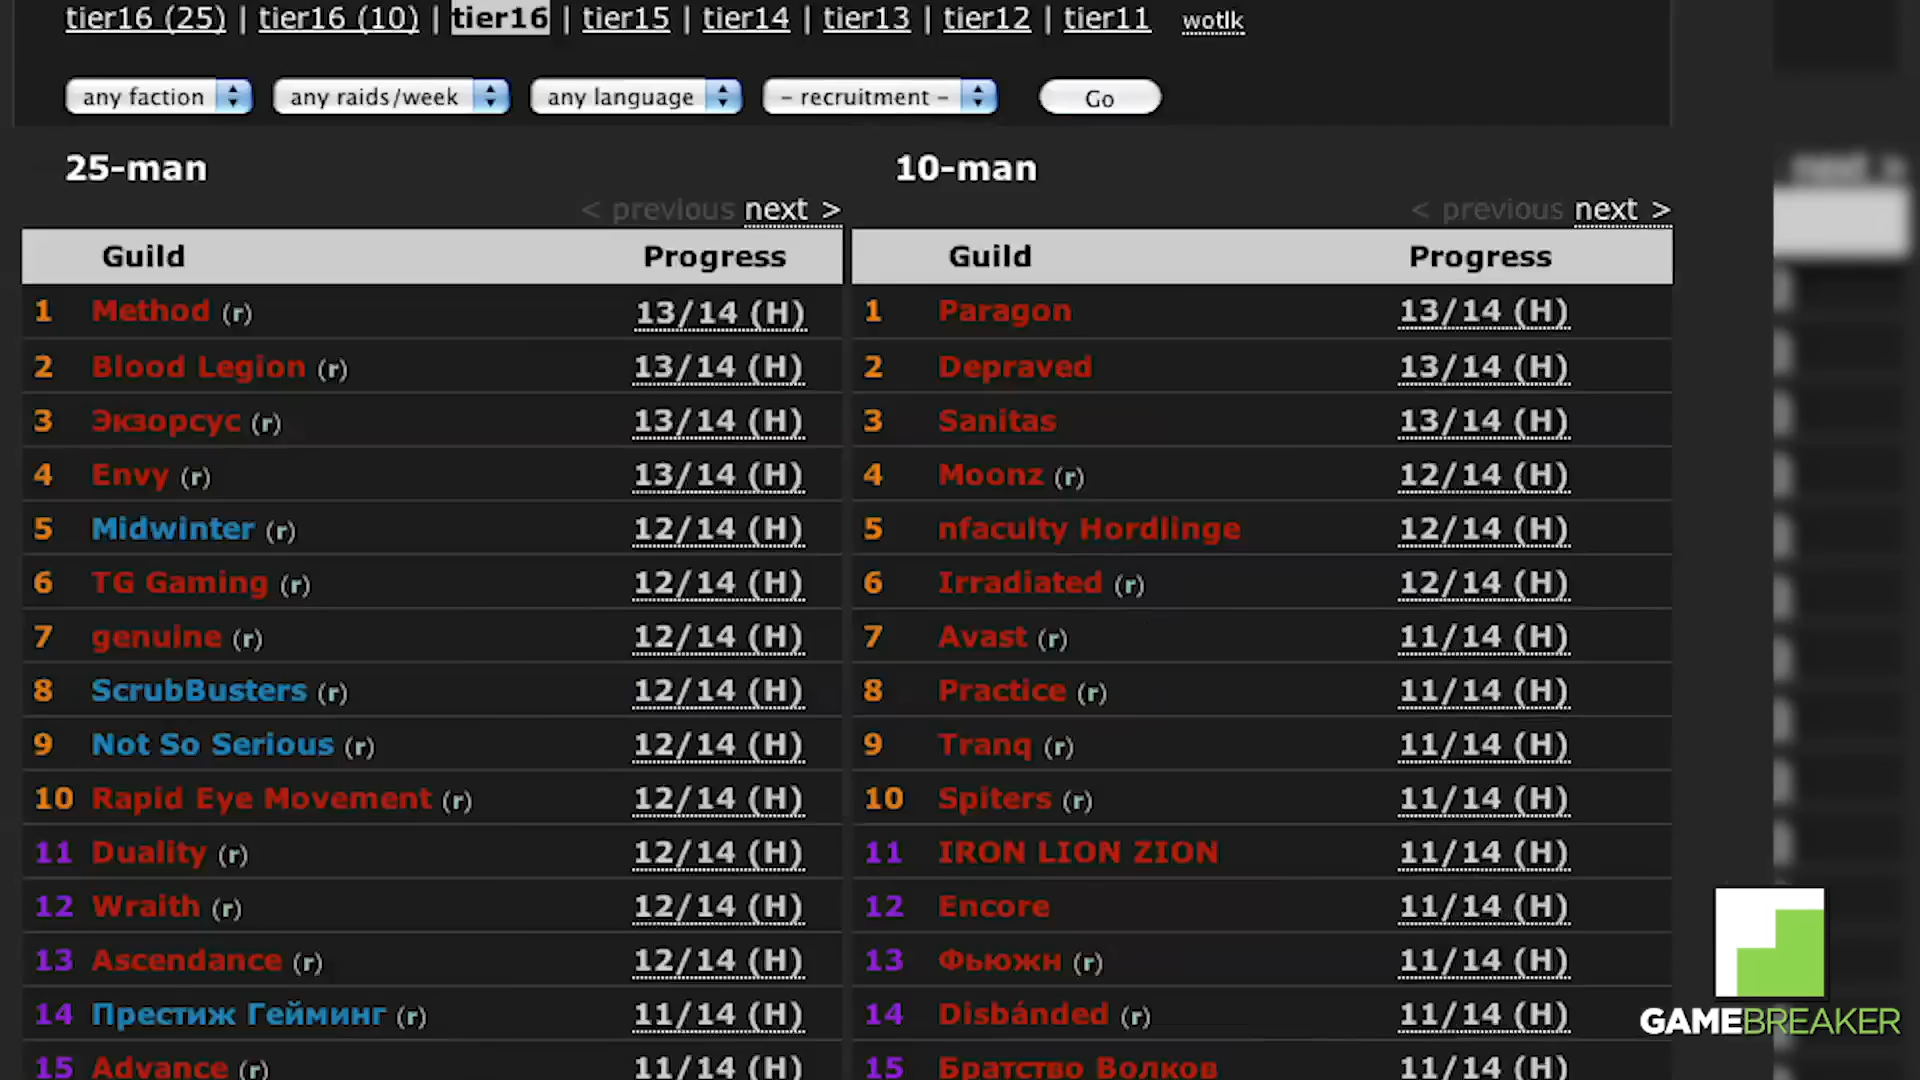 tier16 (25) | tier16 (10) | tier16 | tier15 | tier14 | tier13 | tier12 | tier11 wotlk
any faction any raids/week any language - recruitment - Go
25-man 10-man
< previous next > < previous next >
Guild Progress Guild Progress
1 Method (r) 13/14 (H) 1 Paragon 13/14 (H)
2 Blood Legion (r) 13/14 (H) 2 Depraved 13/14 (H)
3 Экзорсус (r) 13/14 (H) 3 Sanitas 13/14 (H)
4 Envy (r) 13/14 (H) 4 Moonz (r) 12/14 (H)
5 Midwinter (r) 12/14 (H) 5 nfaculty Hordlinge 12/14 (H)
6 TG Gaming (r) 12/14 (H) 6 Irradiated (r) 12/14 (H)
7 genuine (r) 12/14 (H) 7 Avast (r) 11/14 (H)
8 ScrubBusters (r) 12/14 (H) 8 Practice (r) 11/14 (H)
9 Not So Serious (r) 12/14 (H) 9 Tranq (r) 11/14 (H)
10 Rapid Eye Movement (r) 12/14 (H) 10 Spiters (r) 11/14 (H)
11 Duality (r) 12/14 (H) 11 IRON LION ZION 11/14 (H)
12 Wraith (r) 12/14 (H) 12 Encore 11/14 (H)
13 Ascendance (r) 12/14 (H) 13 Фьюжн (r) 11/14 (H)
14 Престиж Гейминг (r) 11/14 (H) 14 Disbánded (r) 11/14 (H)
15 Advance (r) 11/14 (H) 15 Братство Волков 11/14 (H)
GAMEBREAKER